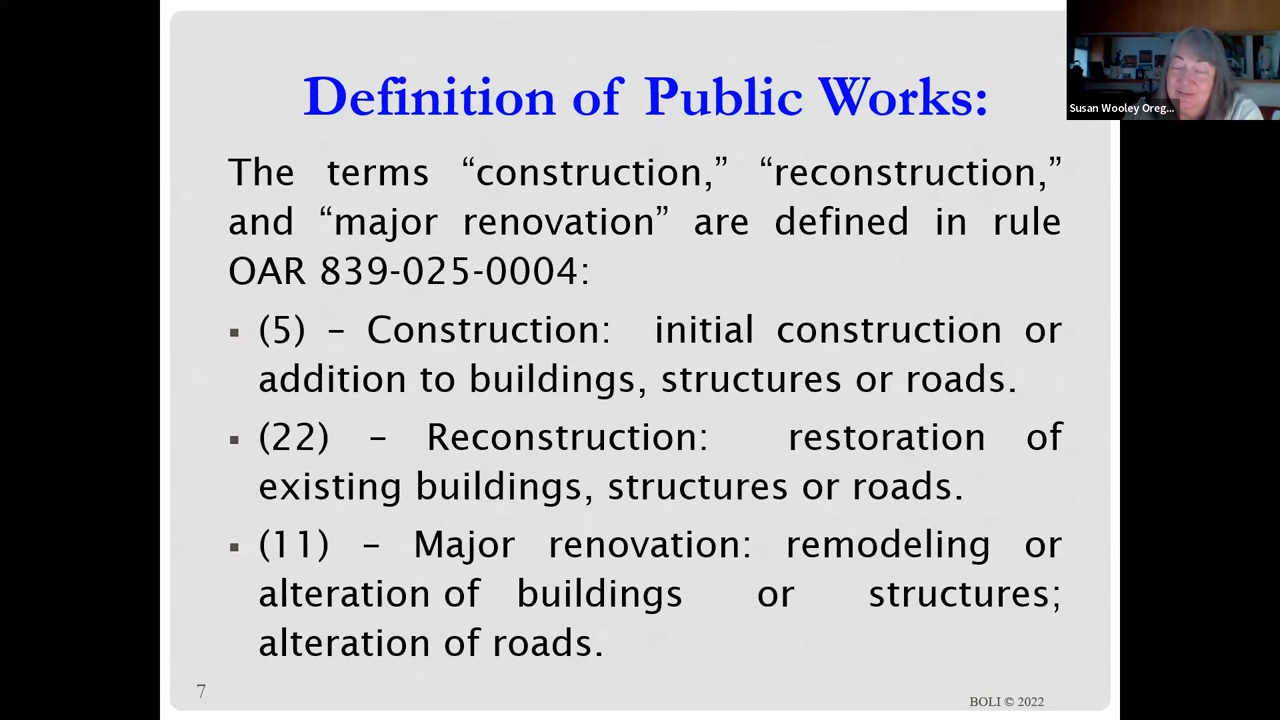 Definition of Public Works:
The terms “construction,” “reconstruction,”
and “major renovation” are defined in rule
OAR 839-025-0004:
▪ (5) – Construction: initial construction or
addition to buildings, structures or roads.
▪ (22) – Reconstruction: restoration of
existing buildings, structures or roads.
▪ (11) – Major renovation: remodeling or
alteration of buildings or structures;
alteration of roads.
7
BOLI © 2022
Susan Wooley Oreg...